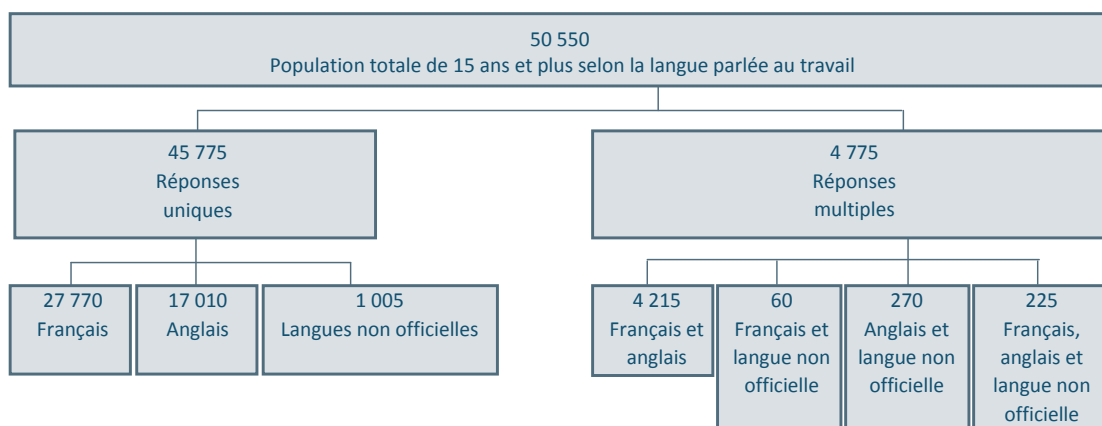 50 550
Population totale de 15 ans et plus selon la langue parlée au travail
45 775
Réponses
uniques
4 775
Réponses
multiples
27 770
Français
17 010
Anglais
1 005
Langues non officielles
4 215
Français et
anglais
60
Français et
langue non
officielle
270
Anglais et
langue non
officielle
225
Français,
anglais et
langue non
officielle